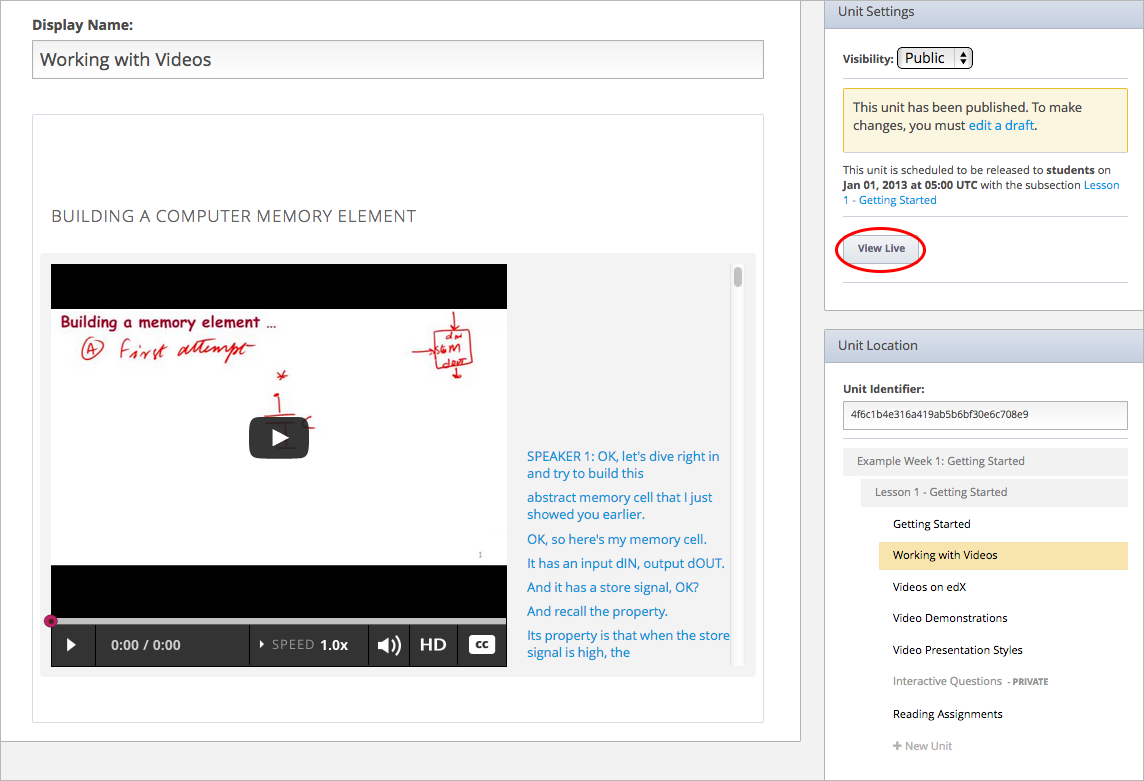 Display Name:
Working with Videos
BUILDING A COMPUTER MEMORY ELEMENT
Building a memory element ...
A First attempt
*
dIN
STORE
dOUT
1
SPEAKER 1: OK, let's dive right in
and try to build this
abstract memory cell that I just
showed you earlier.
OK, so here's my memory cell.
It has an input dIN, output dOUT.
And it has a store signal, OK?
And recall the property.
Its property is that when the store
signal is high, the
0:00 / 0:00
SPEED 1.0x
HD
cc
Unit Settings
Visibility: Public
This unit has been published. To make
changes, you must edit a draft.
This unit is scheduled to be released to students on
Jan 01, 2013 at 05:00 UTC with the subsection Lesson
1 - Getting Started
View Live
Unit Location
Unit Identifier:
4f6c1b4e316a419ab5b6bf30e6c708e9
Example Week 1: Getting Started
Lesson 1 - Getting Started
Getting Started
Working with Videos
Videos on edX
Video Demonstrations
Video Presentation Styles
Interactive Questions - PRIVATE
Reading Assignments
+ New Unit